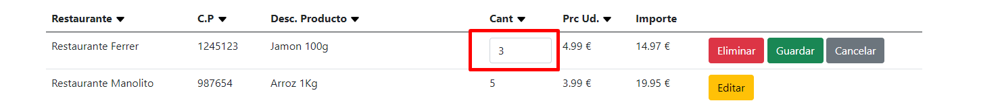 Restaurante C.P Desc. Producto Cant Prc Ud. Importe
Restaurante Ferrer 1245123 Jamon 100g 3 4.99 € 14.97 € Eliminar Guardar Cancelar
Restaurante Manolito 987654 Arroz 1Kg 5 3.99 € 19.95 € Editar